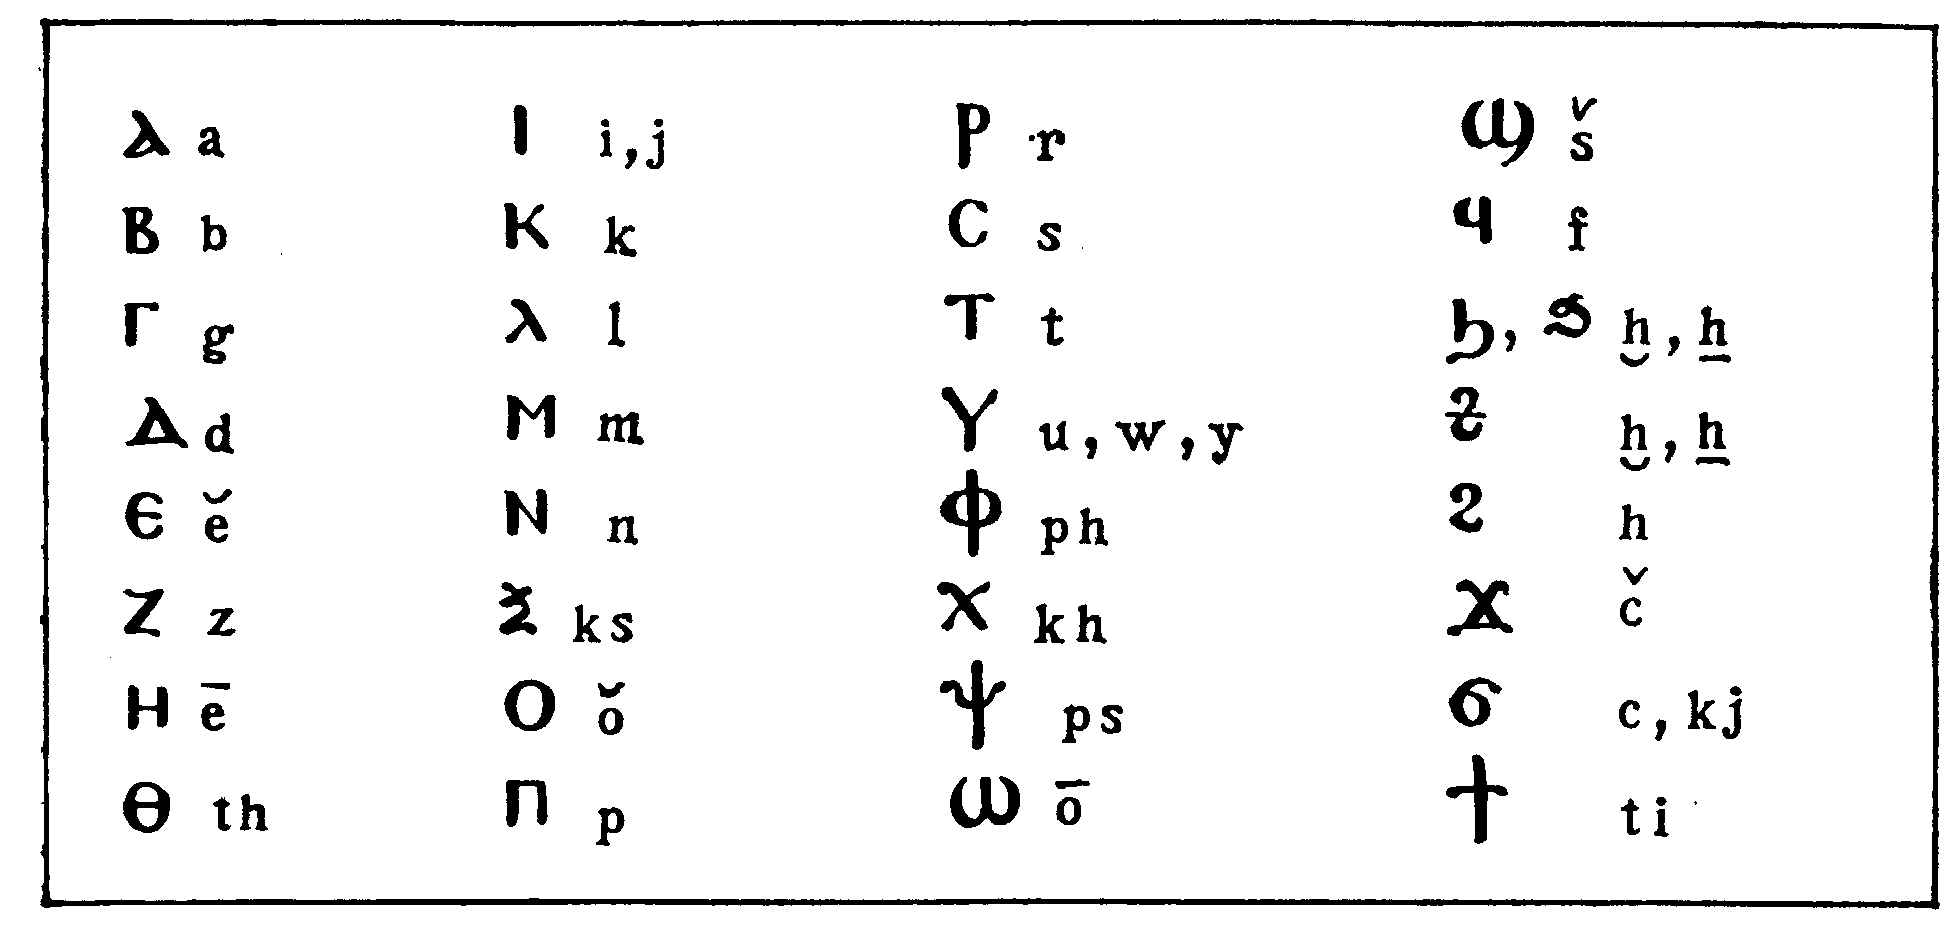 ⲁ a ⲓ i,j ⲣ r ϣ š
ⲃ b ⲕ k ⲥ s ϥ f
ⲅ g ⲗ l ⲧ t ϧ, ⳉ ḫ, ẖ
ⲇ d ⲙ m ⲩ u, w, y ⳉ ḫ, ẖ
ⲉ ĕ ⲛ n ⲫ ph ϩ h
ⲍ z ⲝ ks ⲭ kh ϫ č
ⲏ ē ⲟ ŏ ⲯ ps ϭ c, kj
ⲑ th ⲡ p ⲱ ō ϯ ti